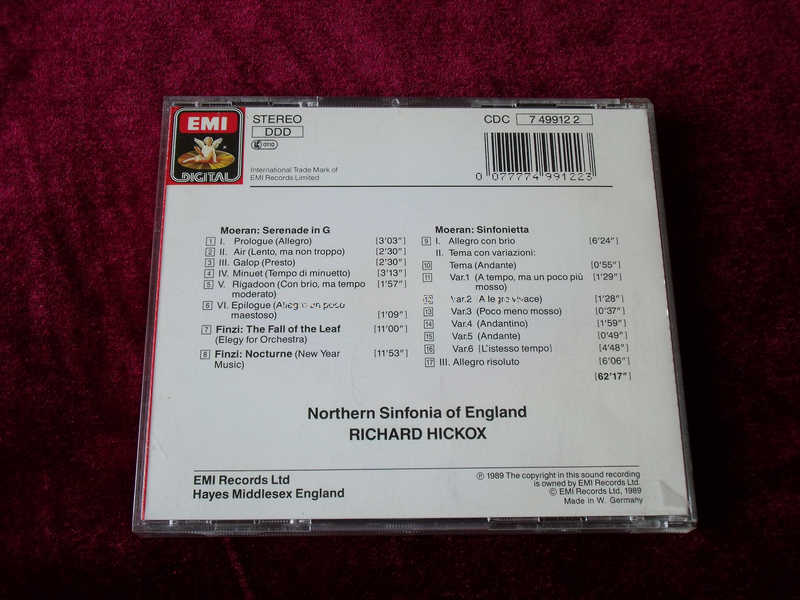 EMI
DIGITAL
STEREO
DDD
0110
International Trade Mark of
EMI Records Limited
CDC 7 49912 2
0 077774 991223
Moeran: Serenade in G
1 I. Prologue (Allegro) [3'03"]
2 II. Air (Lento, ma non troppo) [2'30"]
3 III. Galop (Presto) [2'30"]
4 IV. Minuet (Tempo di minuetto) [3'13"]
5 V. Rigadoon (Con brio, ma tempo [1'57"]
moderato)
6 VI. Epilogue (Allegro un poco
maestoso) [1'09"]
7 Finzi: The Fall of the Leaf [11'00"]
(Elegy for Orchestra)
8 Finzi: Nocturne (New Year [11'53"]
Music)
Moeran: Sinfonietta
9 I. Allegro con brio [6'24"]
II. Tema con variazioni:
10 Tema (Andante) [0'55"]
11 Var.1 (A tempo, ma un poco più [1'29"]
mosso)
12 Var.2 (Allegro vivace) [1'28"]
13 Var.3 (Poco meno mosso) [0'37"]
14 Var.4 (Andantino) [1'59"]
15 Var.5 (Andante) [0'49"]
16 Var.6 [L'istesso tempo] [4'48"]
17 III. Allegro risoluto [6'06"]
[62'17"]
Northern Sinfonia of England
RICHARD HICKOX
EMI Records Ltd
Hayes Middlesex England
℗ 1989 The copyright in this sound recording
is owned by EMI Records Ltd.
© EMI Records Ltd, 1989
Made in W. Germany